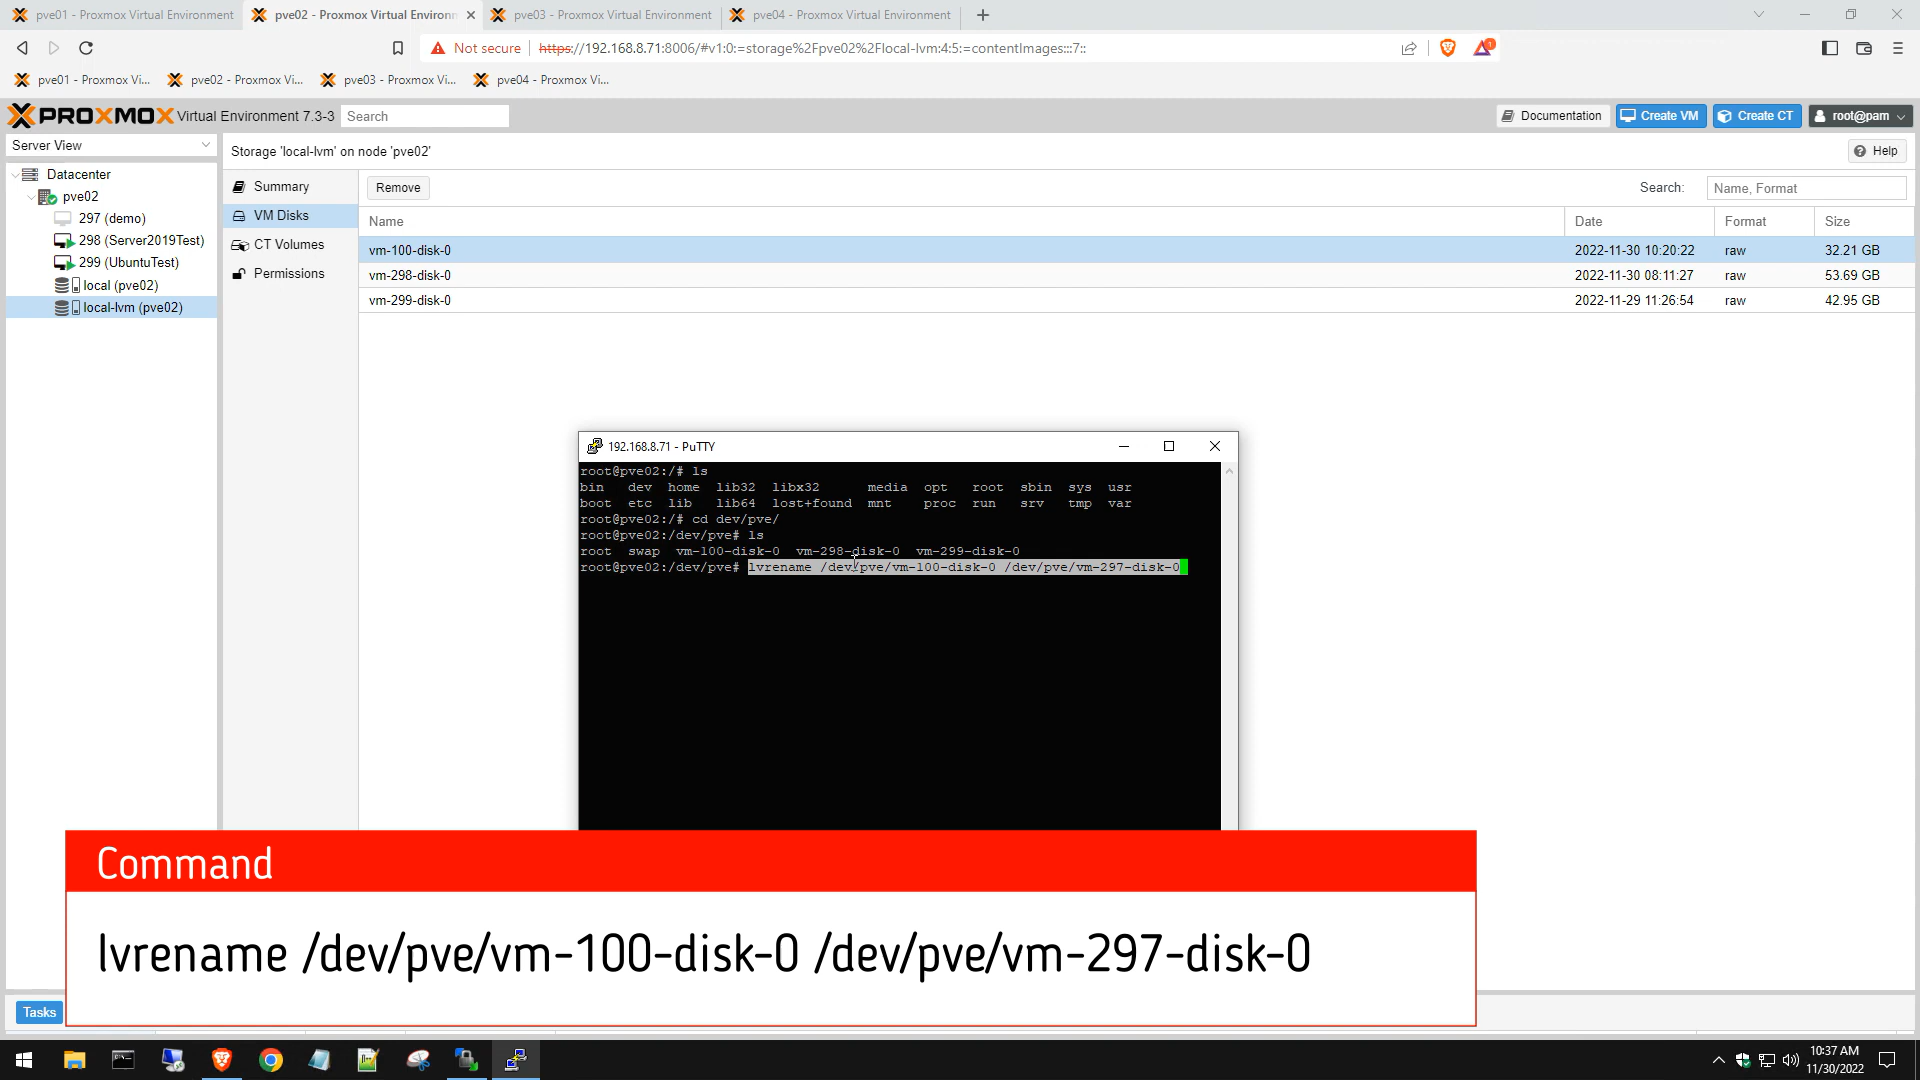 pve01 - Proxmox Virtual Environment
pve02 - Proxmox Virtual Environm
pve03 - Proxmox Virtual Environment
pve04 - Proxmox Virtual Environment
Not secure
https://192.168.8.71:8006/#v1:0:=storage%2Fpve02%2Flocal-lvm:4:5:=contentImages:::7::
1
pve01 - Proxmox Vi...
pve02 - Proxmox Vi...
pve03 - Proxmox Vi...
pve04 - Proxmox Vi...
PROXMOX Virtual Environment 7.3-3
Search
Documentation
Create VM
Create CT
root@pam
Server View
Storage 'local-lvm' on node 'pve02'
Help
Datacenter
pve02
297 (demo)
298 (Server2019Test)
299 (UbuntuTest)
local (pve02)
local-lvm (pve02)
Summary
VM Disks
CT Volumes
Permissions
Remove
Search:
Name, Format
Name Date Format Size
vm-100-disk-0 2022-11-30 10:20:22 raw 32.21 GB
vm-298-disk-0 2022-11-30 08:11:27 raw 53.69 GB
vm-299-disk-0 2022-11-29 11:26:54 raw 42.95 GB
192.168.8.71 - PuTTY
root@pve02:/# ls
bin dev home lib32 libx32 media opt root sbin sys usr
boot etc lib lib64 lost+found mnt proc run srv tmp var
root@pve02:/# cd dev/pve/
root@pve02:/dev/pve# ls
root swap vm-100-disk-0 vm-298-disk-0 vm-299-disk-0
root@pve02:/dev/pve# lvrename /dev/pve/vm-100-disk-0 /dev/pve/vm-297-disk-0
Command
lvrename /dev/pve/vm-100-disk-0 /dev/pve/vm-297-disk-0
Tasks
10:37 AM
11/30/2022